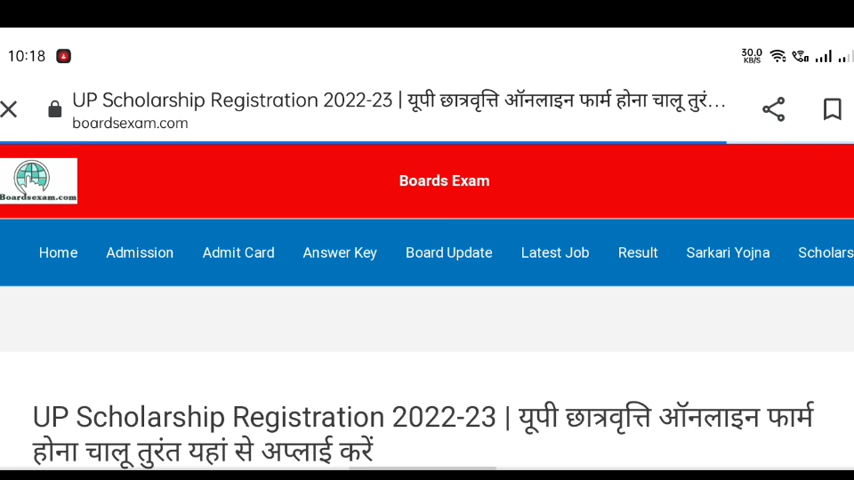 10:18 30.0 KB/S
UP Scholarship Registration 2022-23 | यूपी छात्रवृत्ति ऑनलाइन फार्म होना चालू तुरं...
boardsexam.com
Boardsexam.com
Boards Exam
Home Admission Admit Card Answer Key Board Update Latest Job Result Sarkari Yojna Scholars
UP Scholarship Registration 2022-23 | यूपी छात्रवृत्ति ऑनलाइन फार्म
होना चालू तुरंत यहां से अप्लाई करें